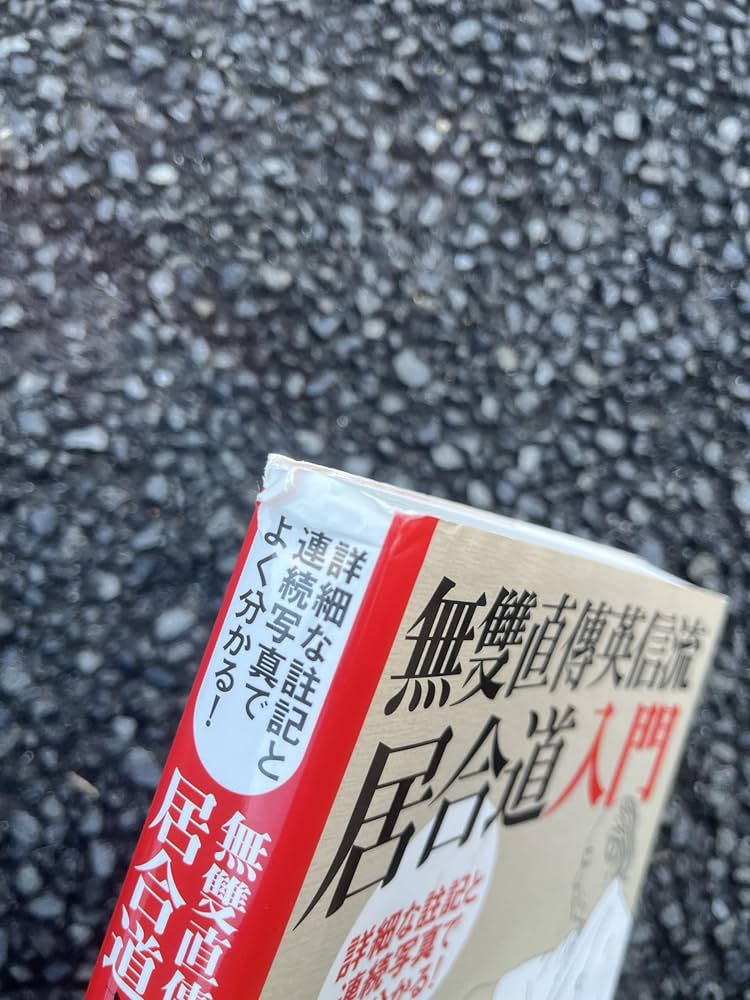 無雙直傳英信流
居合道入門
詳細な註記と
連続写真で
かる！
詳細な註記と
連続写真で
よく分かる！
無雙直傳
居合道